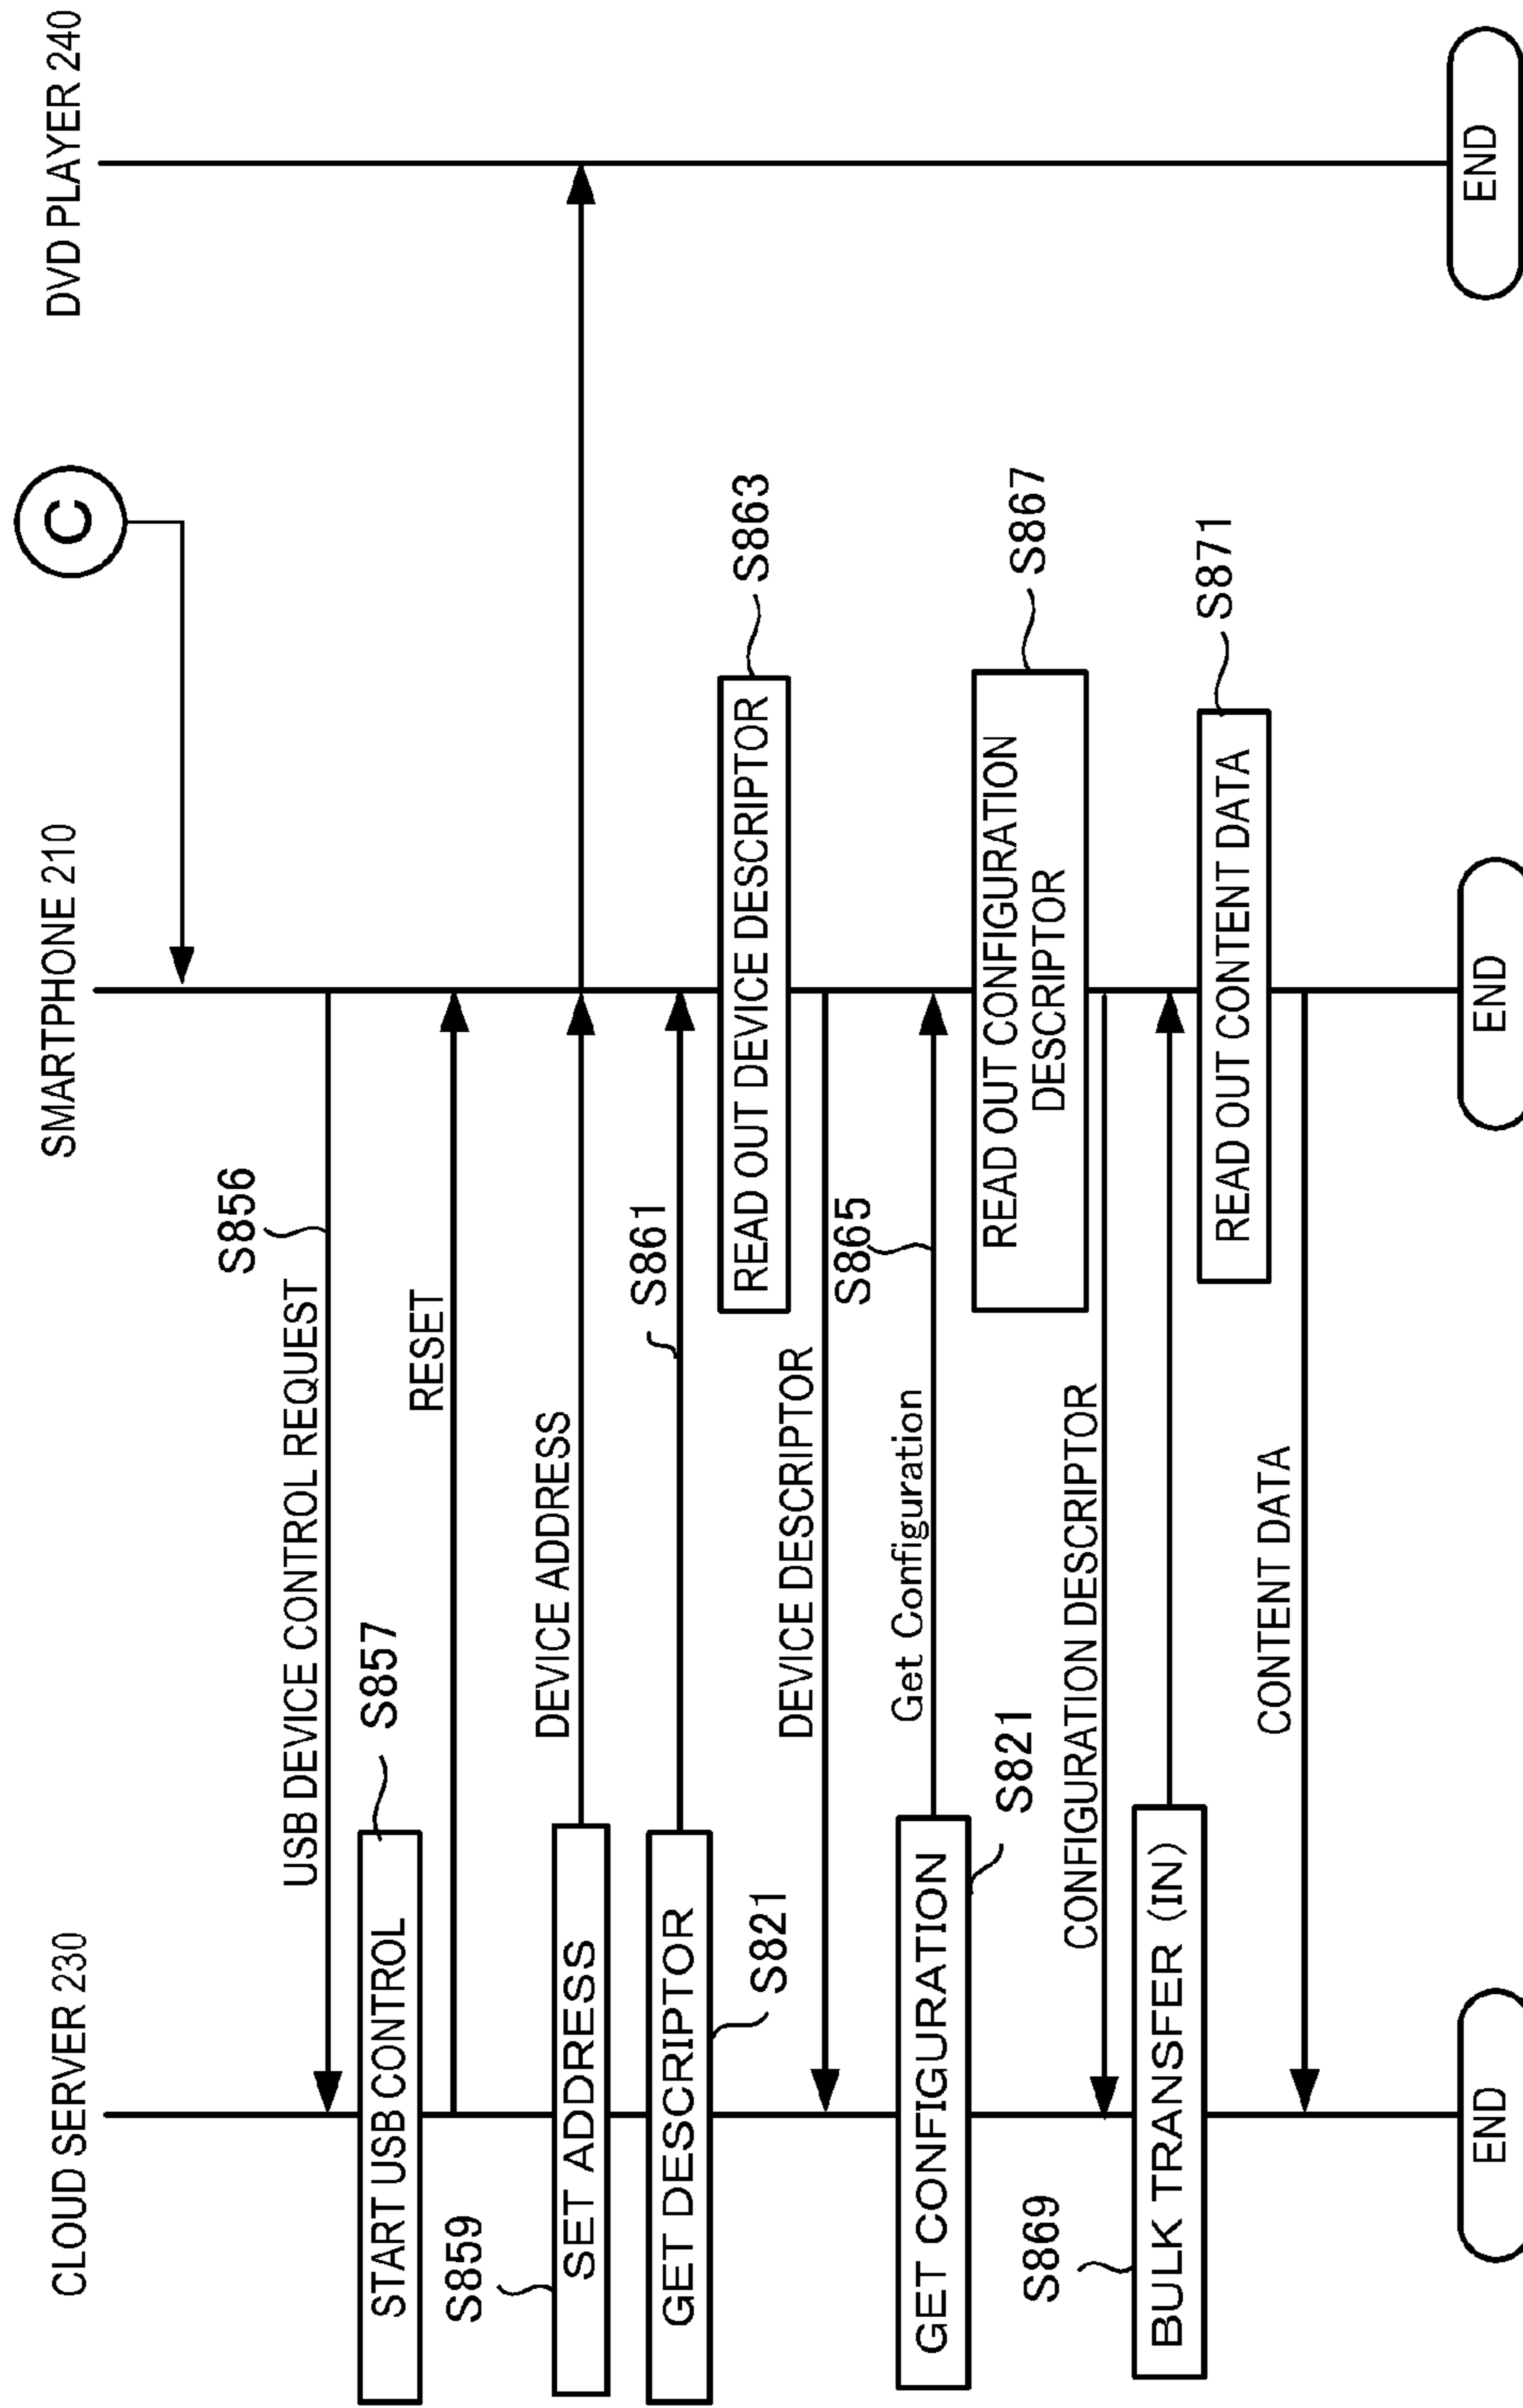 CLOUD SERVER 230
SMARTPHONE 210
DVD PLAYER 240
C
S856
USB DEVICE CONTROL REQUEST
START USB CONTROL
S857
RESET
S859
SET ADDRESS
DEVICE ADDRESS
GET DESCRIPTOR
S861
S821
READ OUT DEVICE DESCRIPTOR
S863
DEVICE DESCRIPTOR
S865
Get Configuration
GET CONFIGURATION
S821
READ OUT CONFIGURATION
DESCRIPTOR
S867
CONFIGURATION DESCRIPTOR
S869
BULK TRANSFER (IN)
READ OUT CONTENT DATA
S871
CONTENT DATA
END
END
END